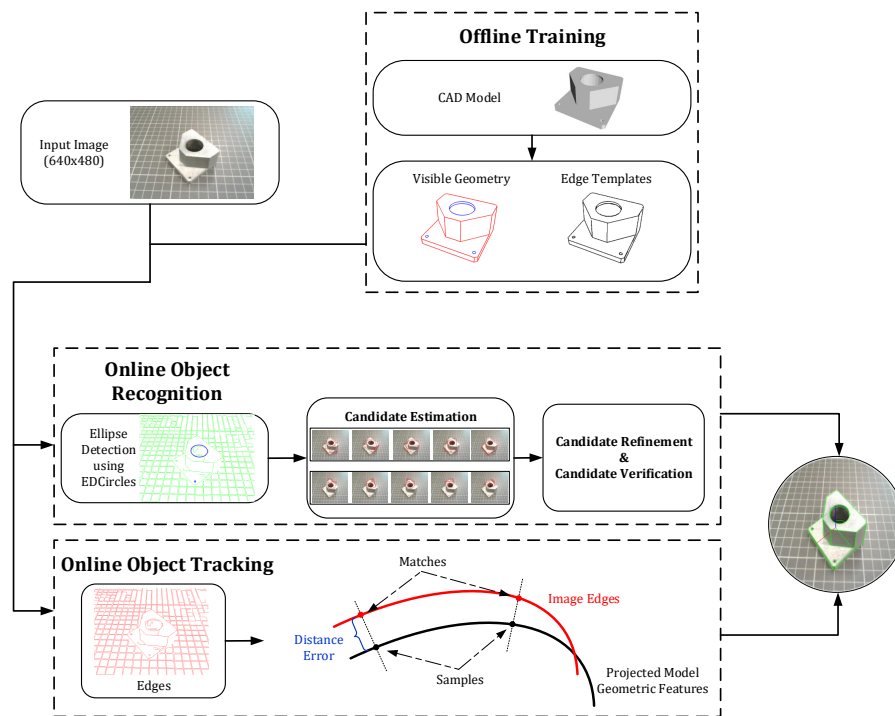 Offline Training
CAD Model
Input Image
(640x480)
Visible Geometry
Edge Templates
Online Object
Recognition
Ellipse
Detection
using
EDCircles
Candidate Estimation
Candidate Refinement
&
Candidate Verification
Online Object Tracking
Edges
Matches
Image Edges
Distance
Error
Samples
Projected Model
Geometric Features